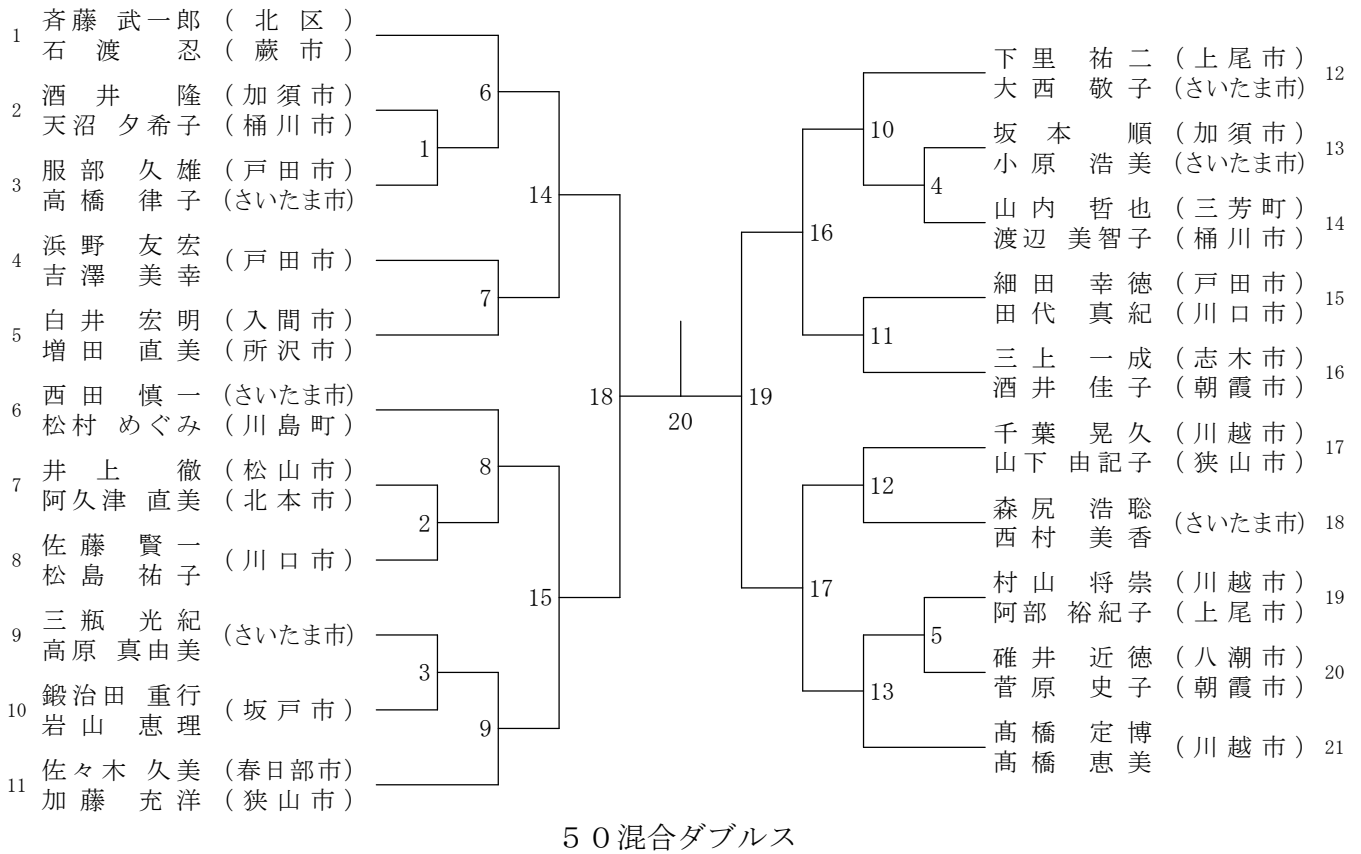 1 斉藤 武一郎 (北区)
石渡 忍 (蕨市)
2 酒井 隆 (加須市)
天沼 夕希子 (桶川市)
3 服部 久雄 (戸田市)
高橋 律子 (さいたま市)
4 浜野 友宏 (戸田市)
吉澤 美幸
5 白井 宏明 (入間市)
増田 直美 (所沢市)
6 西田 慎一 (さいたま市)
松村 めぐみ (川島町)
7 井上 徹 (松山市)
阿久津 直美 (北本市)
8 佐藤 賢一 (川口市)
松島 祐子
9 三瓶 光紀 (さいたま市)
高原 真由美
10 鍛治田 重行 (坂戸市)
岩山 恵理
11 佐々木 久美 (春日部市)
加藤 充洋 (狭山市)
6
1
14
7
18
8
2
15
3
9
20
19
10
4
16
11
12
17
5
13
下里 祐二 (上尾市) 12
大西 敬子 (さいたま市)
坂本 順 (加須市) 13
小原 浩美 (さいたま市)
山内 哲也 (三芳町) 14
渡辺 美智子 (桶川市)
細田 幸徳 (戸田市) 15
田代 真紀 (川口市)
三上 一成 (志木市) 16
酒井 佳子 (朝霞市)
千葉 晃久 (川越市) 17
山下 由記子 (狭山市)
森尻 浩聡 (さいたま市) 18
西村 美香
村山 将崇 (川越市) 19
阿部 裕紀子 (上尾市)
碓井 近徳 (八潮市) 20
菅原 史子 (朝霞市)
髙橋 定博 (川越市) 21
髙橋 恵美
５０混合ダブルス